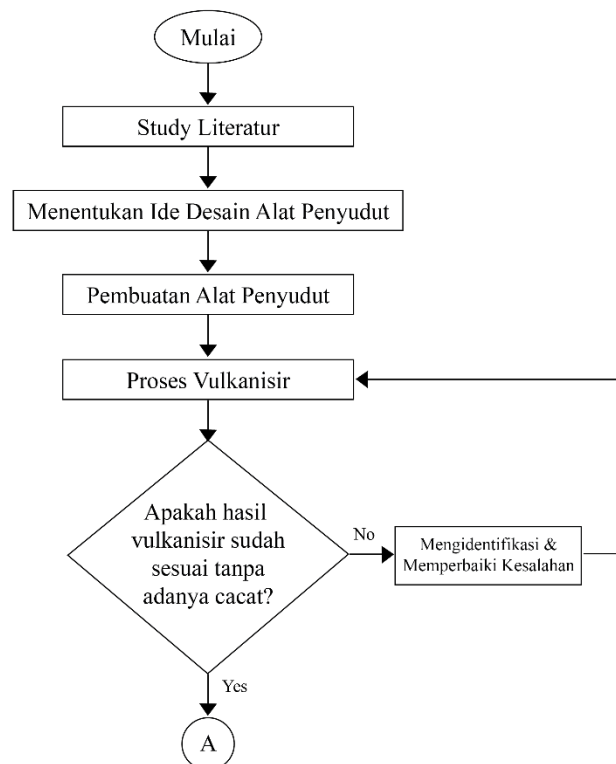 Mulai
Study Literatur
Menentukan Ide Desain Alat Penyudut
Pembuatan Alat Penyudut
Proses Vulkanisir
Apakah hasil
vulkanisir sudah
sesuai tanpa
adanya cacat?
No
Mengidentifikasi &
Memperbaiki Kesalahan
Yes
A